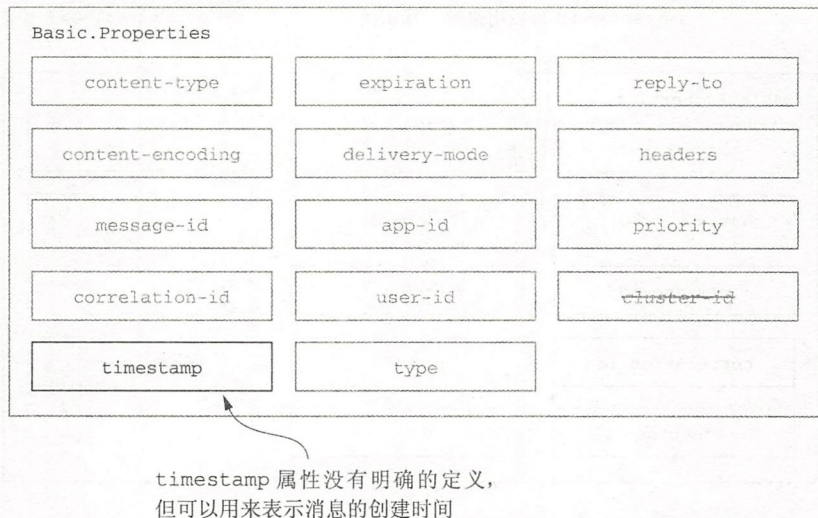 Basic.Properties
content-type expiration reply-to
content-encoding delivery-mode headers
message-id app-id priority
correlation-id user-id cluster-id
timestamp type
timestamp 属性没有明确的定义，
但可以用来表示消息的创建时间